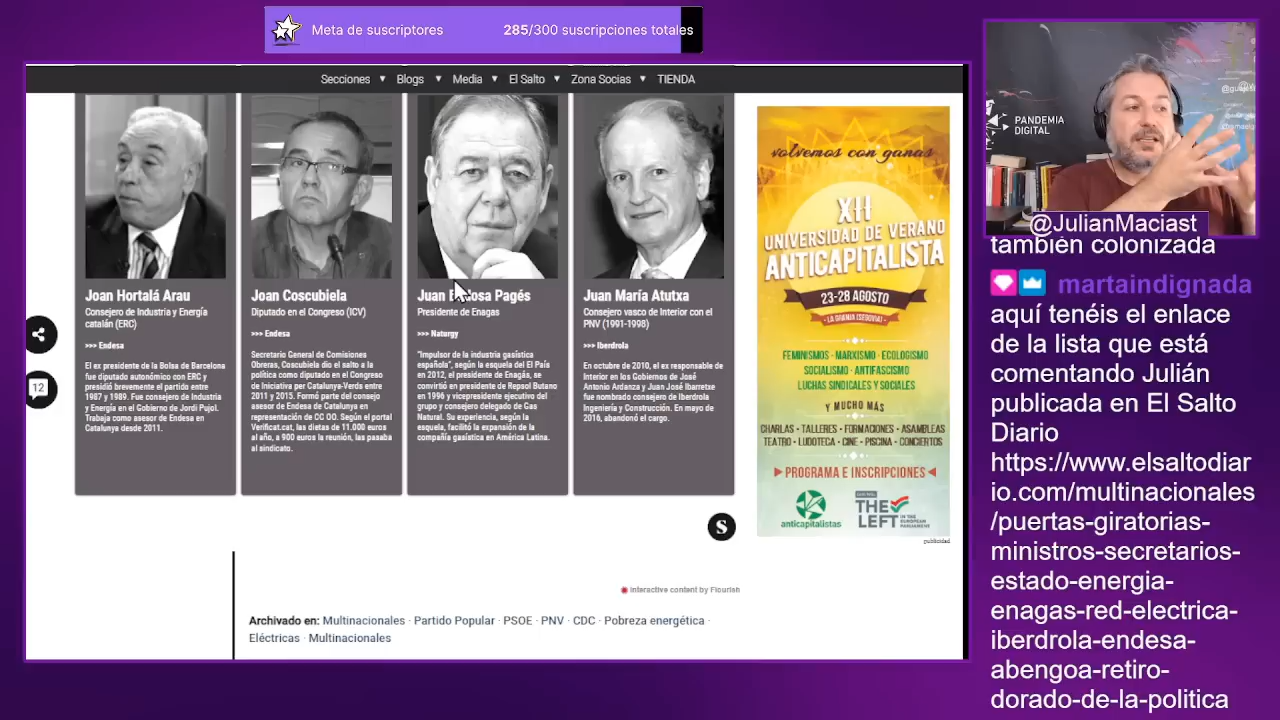 Meta de suscriptores 285/300 suscripciones totales
Secciones Blogs Media El Salto Zona Socias TIENDA
Joan Hortalá Arau
Consejero de Industria y Energía
catalán (ERC)
>>> Endesa
El ex presidente de la Bolsa de Barcelona
fue diputado autonómico con ERC y
presidió brevemente el partido entre
1987 y 1989. Fue consejero de Industria
y Energía en el Gobierno de Jordi Pujol.
Trabaja como asesor de Endesa en
Catalunya desde 2011.
Joan Coscubiela
Diputado en el Congreso (ICV)
>>> Endesa
Secretario General de Comisiones
Obreras, Coscubiela dio el salto a la
política como diputado en el Congreso
de Iniciativa per Catalunya-Verds entre
2011 y 2015. Formó parte del consejo
asesor de Endesa de Catalunya en
representación de CC OO. Según el portal
Verificat.cat, las dietas de 11.000 euros
al año, a 900 euros la reunión, las pasaba
al sindicato.
Juan osa Pagés
Presidente de Enagas
>>> Naturgy
"Impulsor de la industria gasística
española", según la esquela del El País
en 2012, el presidente de Enagás, se
convirtió en presidente de Repsol Butano
en 1996 y vicepresidente ejecutivo del
grupo y consejero delegado de Gas
Natural. Su experiencia, según la
esquela, facilitó la expansión de la
compañía gasística en América Latina.
Juan María Atutxa
Consejero vasco de Interior con el
PNV (1991-1998)
>>> Iberdrola
En octubre de 2010, el ex responsable de
Interior en los Gobiernos de José
Antonio Ardanza y Juan José Ibarretxe
fue nombrado consejero de Iberdrola
Ingeniería y Construcción. En mayo de
2016, abandonó el cargo.
12
S
interactive content by Flourish
Archivado en: Multinacionales · Partido Popular · PSOE · PNV · CDC · Pobreza energética ·
Eléctricas · Multinacionales
volvemos con ganas
XII
UNIVERSIDAD DE VERANO
ANTICAPITALISTA
23-28 AGOSTO
· LA GRANJA (SEGOVIA) ·
FEMINISMOS · MARXISMO · ECOLOGISMO
SOCIALISMO · ANTIFASCISMO
LUCHAS SINDICALES Y SOCIALES
Y MUCHO MÁS
CHARLAS · TALLERES · FORMACIONES · ASAMBLEAS
TEATRO · LUDOTECA · CINE · PISCINA · CONCIERTOS
PROGRAMA E INSCRIPCIONES
anticapitalistas
THE
LEFT
IN THE
EUROPEAN
PARLIAMENT
publicidad
PANDEMIA
DIGITAL
@JulianMaciast
también colonizada
martaindignada
aquí tenéis el enlace
de la lista que está
comentando Julián
publicada en El Salto
Diario
https://www.elsaltodiar
io.com/multinacionales
/puertas-giratorias-
ministros-secretarios-
estado-energia-
enagas-red-electrica-
iberdrola-endesa-
abengoa-retiro-
dorado-de-la-politica